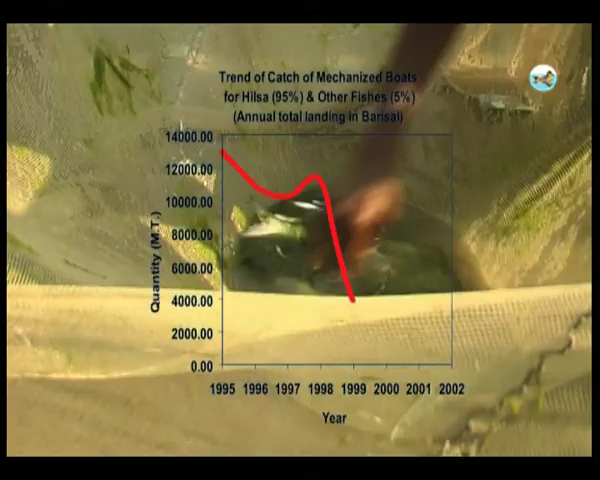 Trend of Catch of Mechanized Boats
for Hilsa (95%) & Other Fishes (5%)
(Annual total landing in Barisal)
14000.00
12000.00
10000.00
8000.00
6000.00
4000.00
2000.00
0.00
Quantity (M.T.)
1995 1996 1997 1998 1999 2000 2001 2002
Year